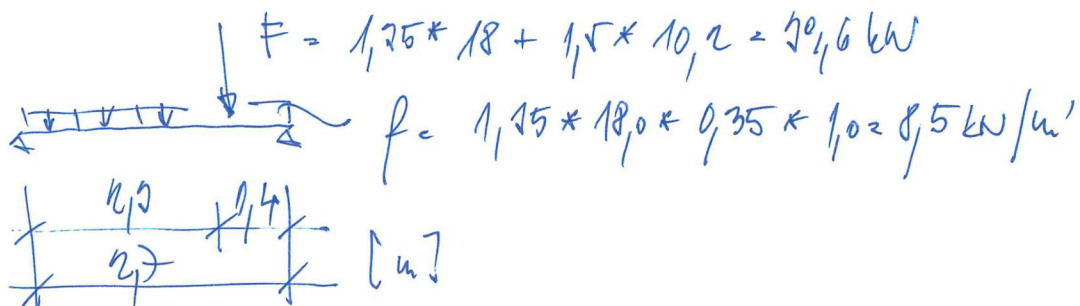 F = 1,35* 18 + 1,5* 10,2 = 39,6 kN
f = 1,35 * 18,0 * 0,35 * 1,0 = 8,5 kN/m'
2,3 0,4
2,7 [m]